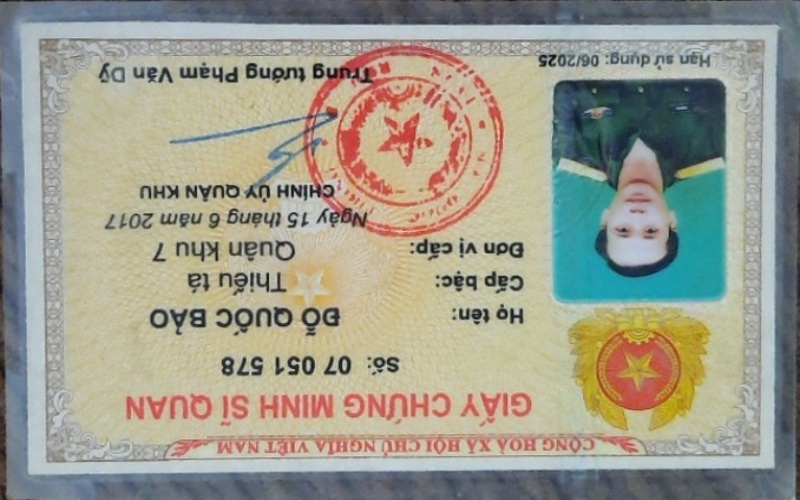 CỘNG HOÀ XÃ HỘI CHỦ NGHĨA VIỆT NAM
GIẤY CHỨNG MINH SĨ QUAN
Số: 07 051 578
Họ tên: ĐỖ QUỐC BẢO
Cấp bậc: Thiếu tá
Đơn vị cấp: Quân khu 7
Ngày 15 tháng 6 năm 2017
CHÍNH ỦY QUÂN KHU
Trung tướng Phạm Văn Dỹ
Hạn sử dụng: 06/2025